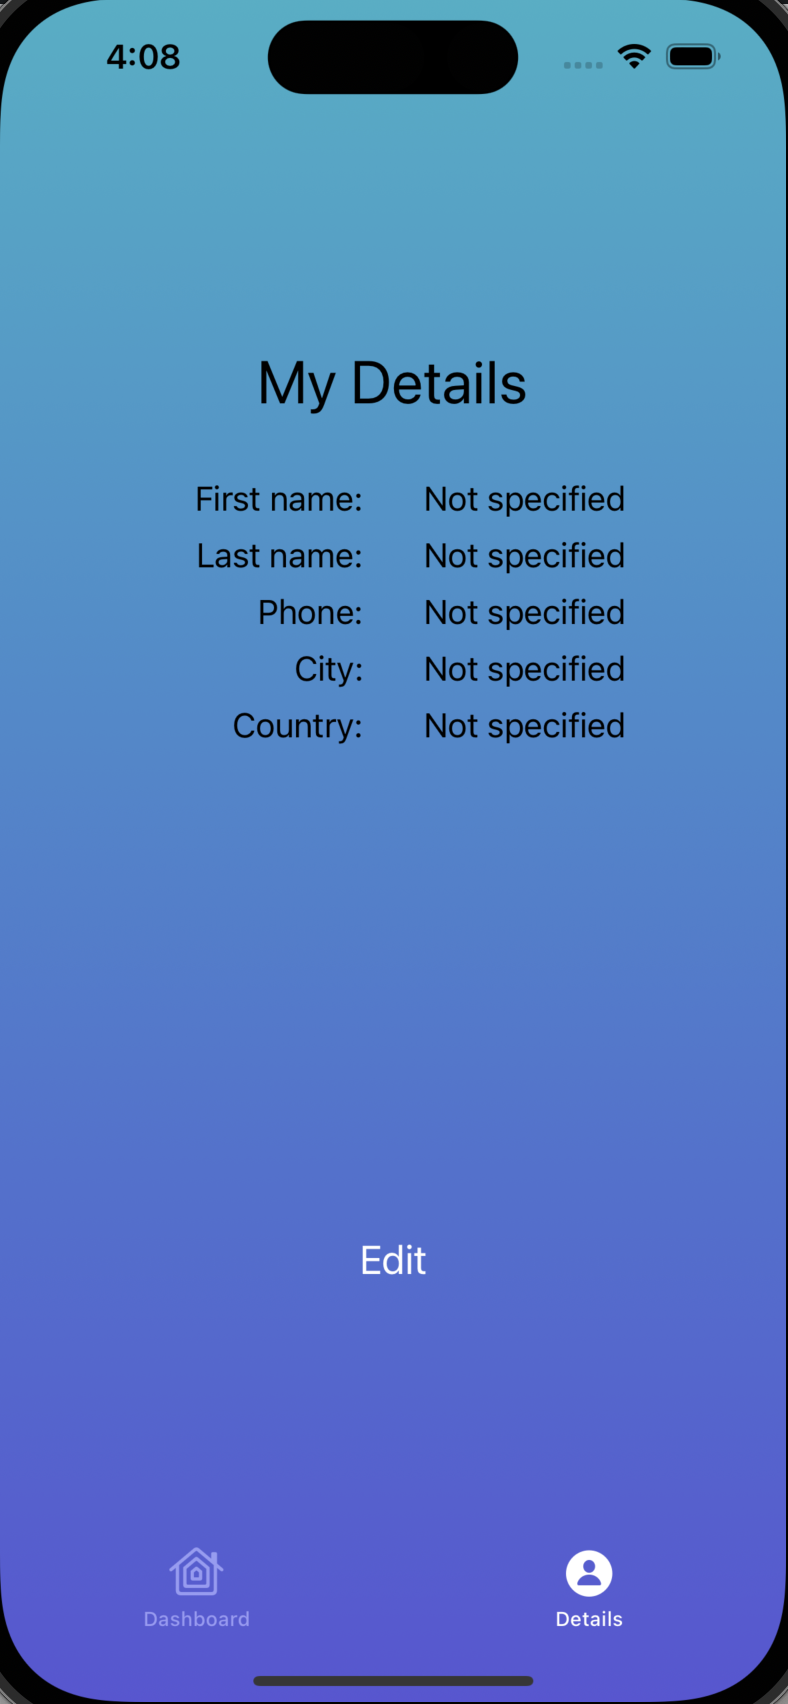 4:08
My Details
First name: Not specified
Last name: Not specified
Phone: Not specified
City: Not specified
Country: Not specified
Edit
Dashboard Details